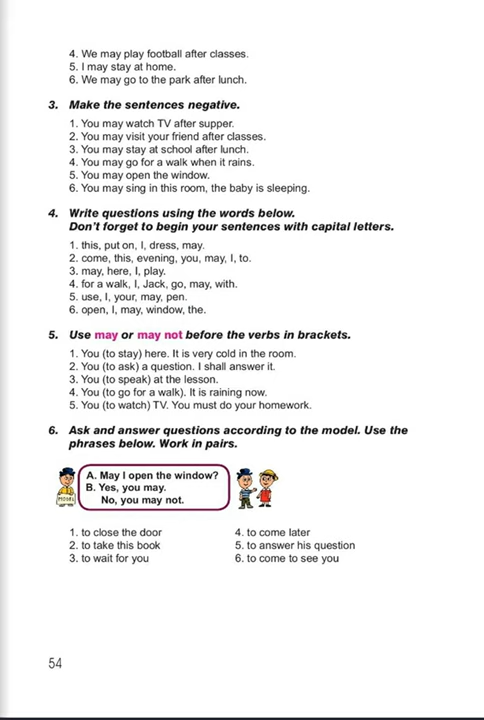 4. We may play football after classes.
5. I may stay at home.
6. We may go to the park after lunch.
3. Make the sentences negative.
1. You may watch TV after supper.
2. You may visit your friend after classes.
3. You may stay at school after lunch.
4. You may go for a walk when it rains.
5. You may open the window.
6. You may sing in this room, the baby is sleeping.
4. Write questions using the words below.
Don't forget to begin your sentences with capital letters.
1. this, put on, I, dress, may.
2. come, this, evening, you, may, I, to.
3. may, here, I, play.
4. for a walk, I, Jack, go, may, with.
5. use, I, your, may, pen.
6. open, I, may, window, the.
5. Use may or may not before the verbs in brackets.
1. You (to stay) here. It is very cold in the room.
2. You (to ask) a question. I shall answer it.
3. You (to speak) at the lesson.
4. You (to go for a walk). It is raining now.
5. You (to watch) TV. You must do your homework.
6. Ask and answer questions according to the model. Use the
phrases below. Work in pairs.
MODEL
A. May I open the window?
B. Yes, you may.
No, you may not.
1. to close the door
2. to take this book
3. to wait for you
4. to come later
5. to answer his question
6. to come to see you
54